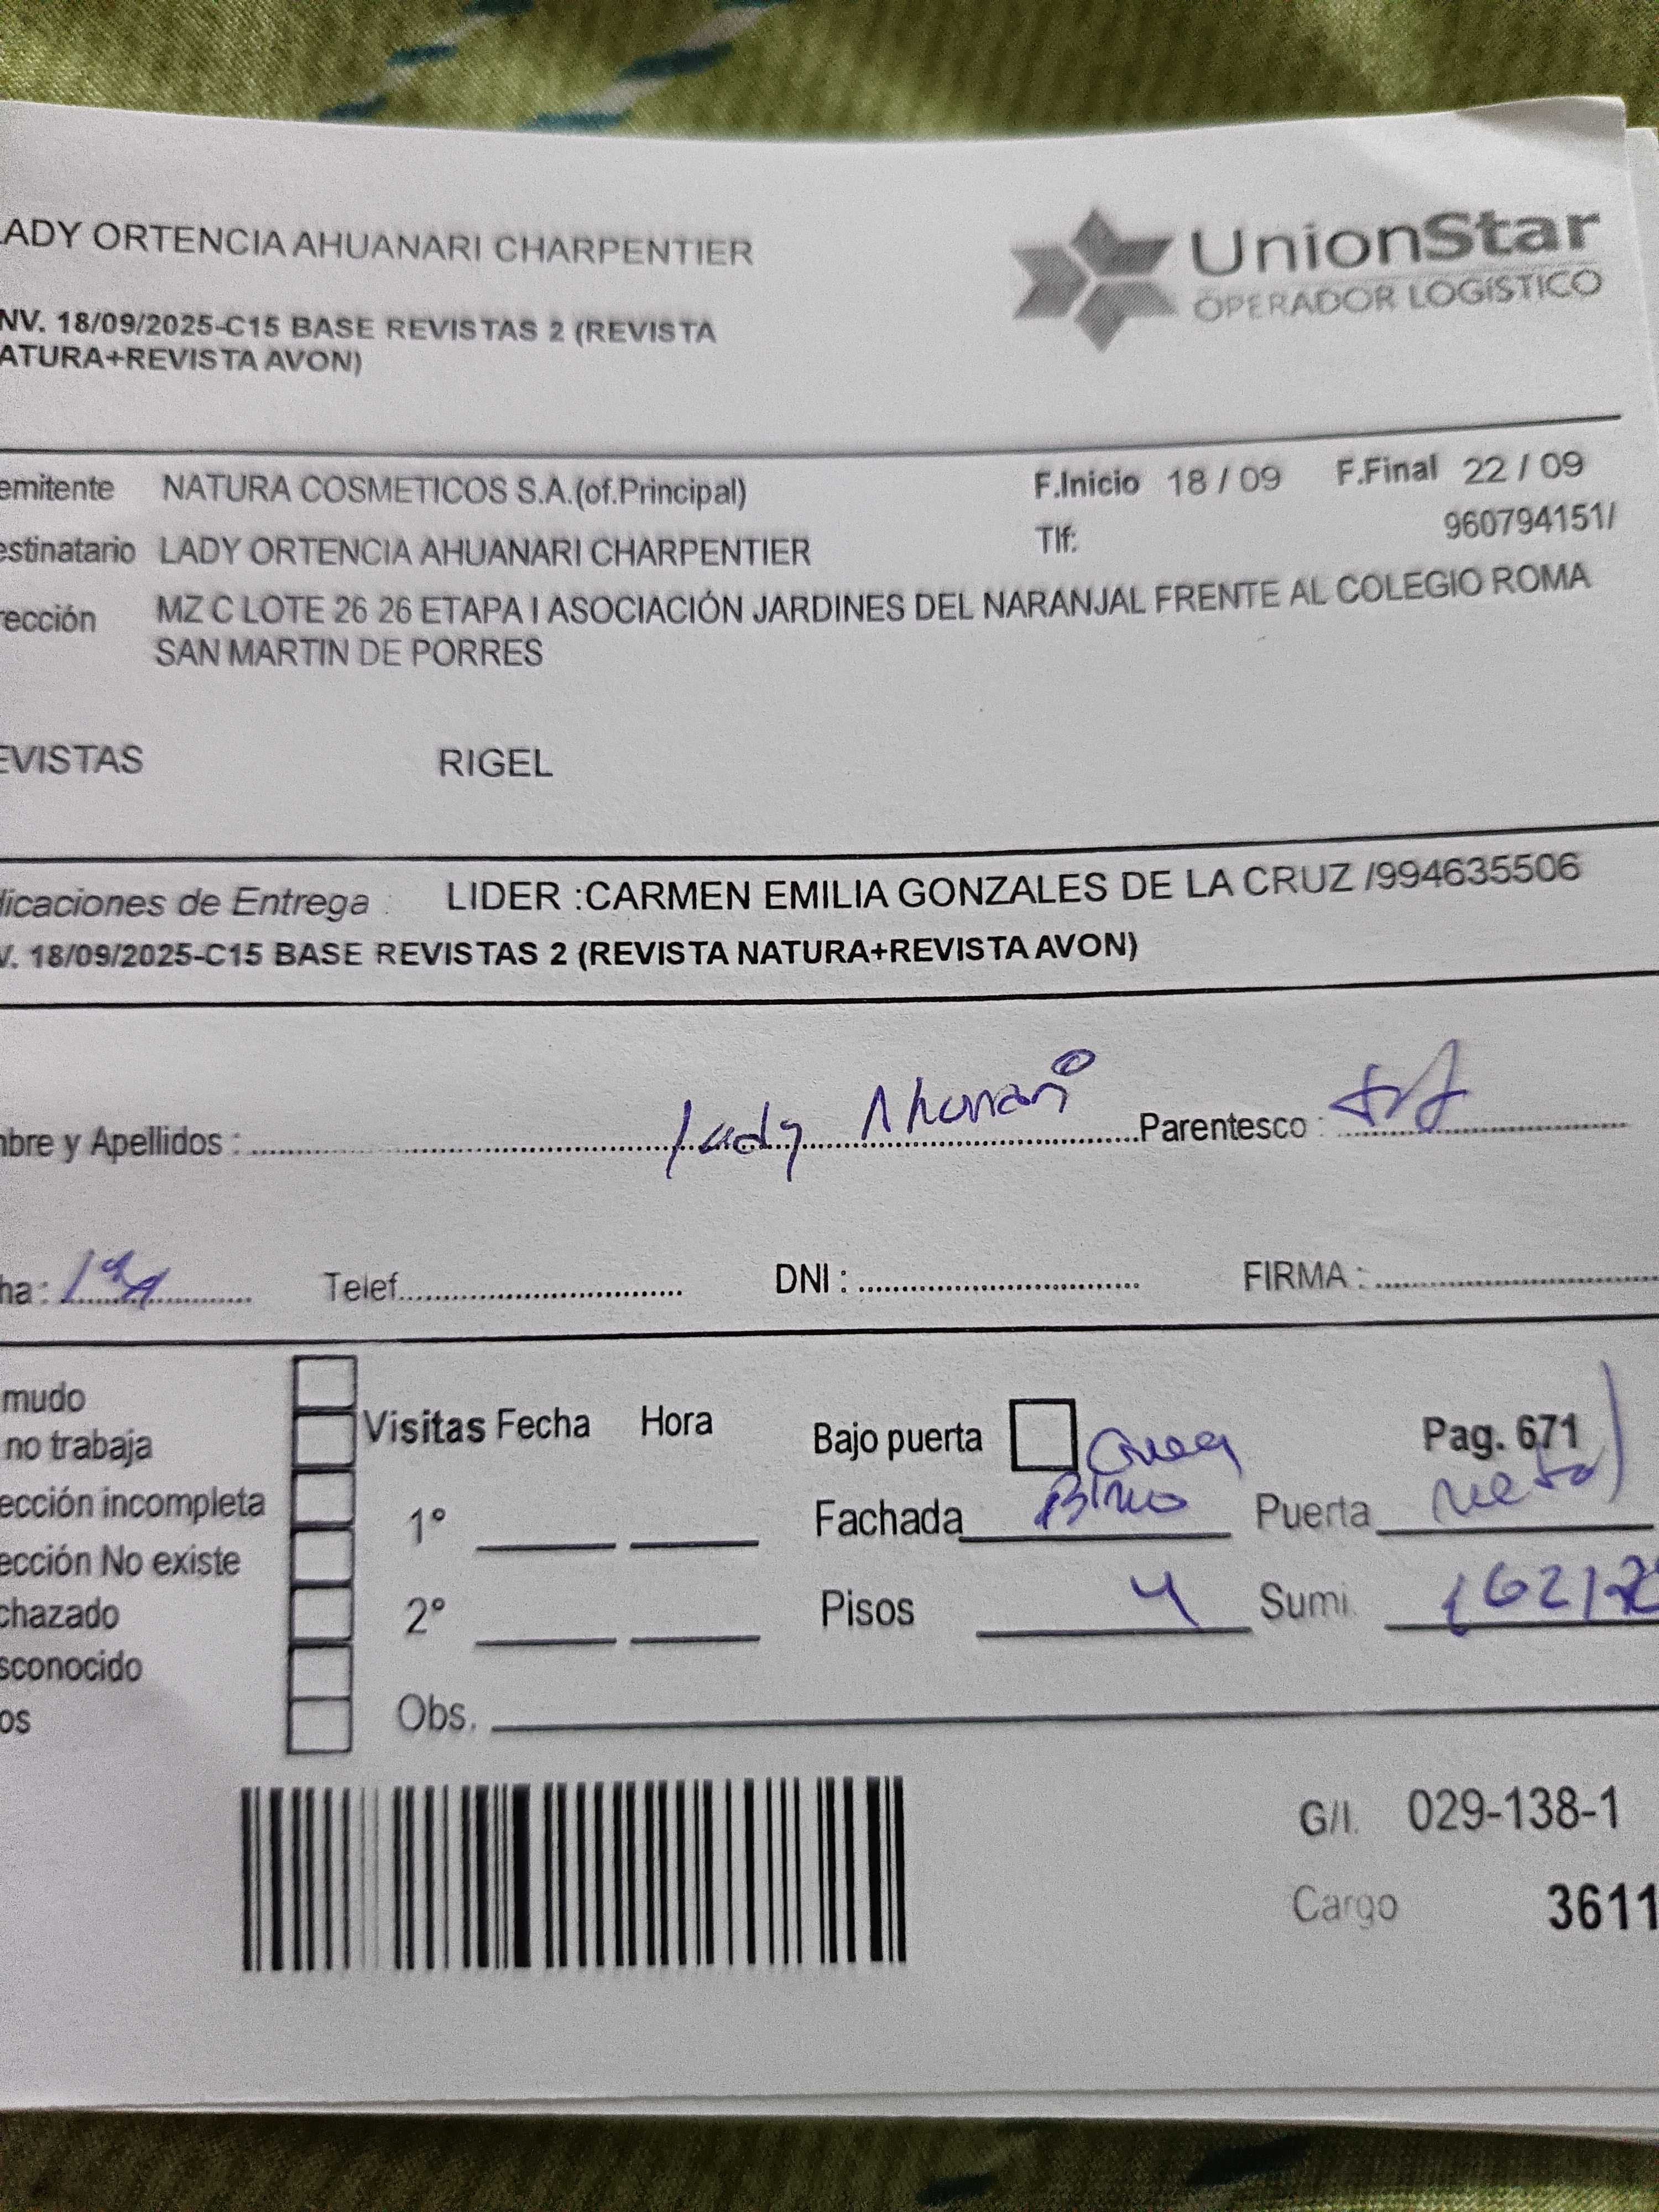 LADY ORTENCIA AHUANARI CHARPENTIER
UnionStar
OPERADOR LOGÍSTICO
NV. 18/09/2025-C15 BASE REVISTAS 2 (REVISTA
ATURA+REVISTA AVON)
emitente NATURA COSMETICOS S.A.(of.Principal) F.Inicio 18 / 09 F.Final 22 / 09
estinatario LADY ORTENCIA AHUANARI CHARPENTIER Tlf: 960794151/
rección MZ C LOTE 26 26 ETAPA I ASOCIACIÓN JARDINES DEL NARANJAL FRENTE AL COLEGIO ROMA
SAN MARTIN DE PORRES
EVISTAS RIGEL
dicaciones de Entrega : LIDER :CARMEN EMILIA GONZALES DE LA CRUZ /994635506
V. 18/09/2025-C15 BASE REVISTAS 2 (REVISTA NATURA+REVISTA AVON)
mbre y Apellidos : Lady Ahuanari Parentesco :
ha : Telef. DNI : FIRMA :
mudo
no trabaja
ección incompleta
ección No existe
chazado
sconocido
os
Visitas Fecha Hora
1°
2°
Obs.
Bajo puerta Pag. 671
Fachada Puerta
Pisos 4 Sumi.
G/I. 029-138-1
Cargo 3611